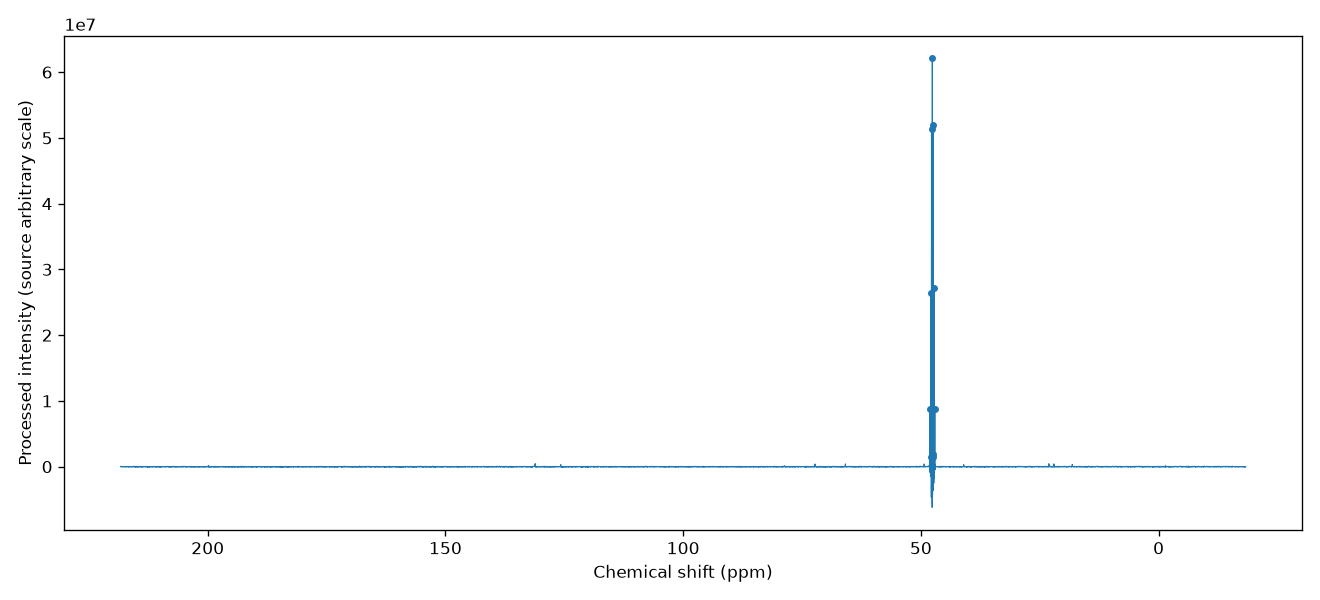 1e7
Processed intensity (source arbitrary scale)
6
5
4
3
2
1
0
200 150 100 50 0
Chemical shift (ppm)